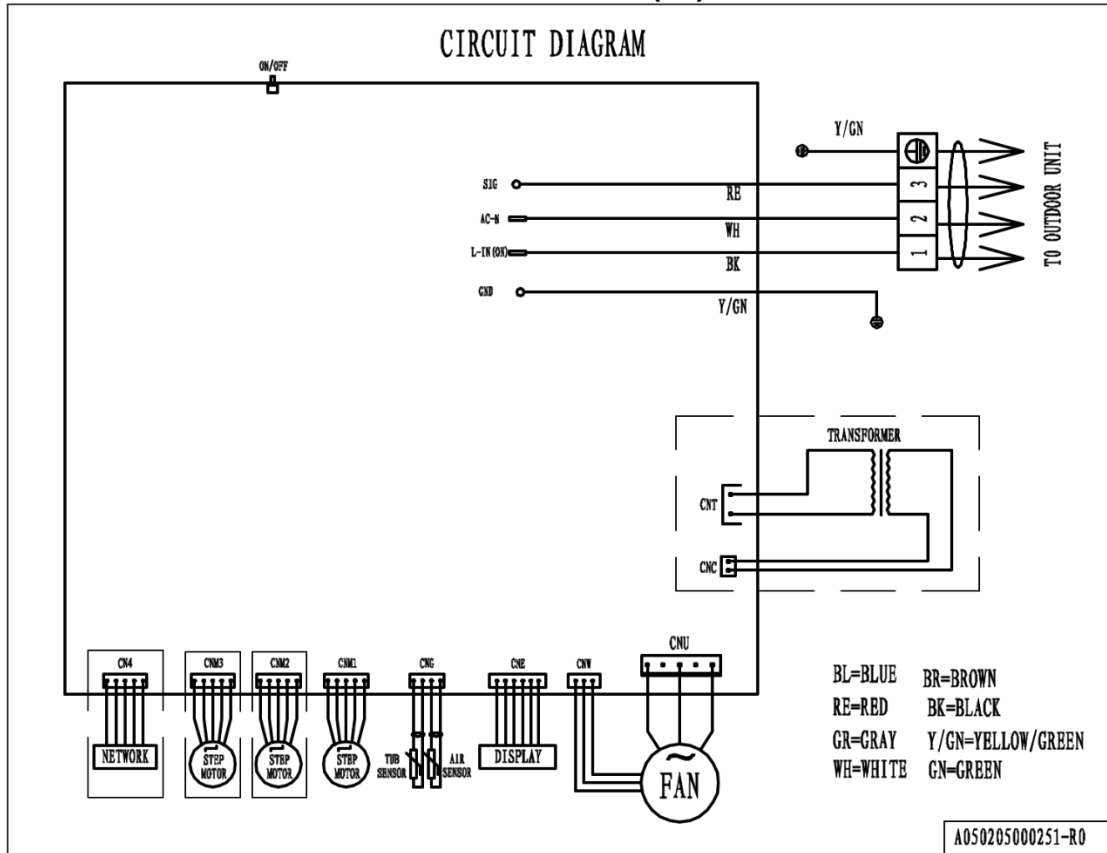 CIRCUIT DIAGRAM
ON/OFF
Y/GN
SIG
RE
3
AC-N
WH
2
L-IN(ON)
BK
1
GND
Y/GN
TO OUTDOOR UNIT
TRANSFORMER
CNT
CNC
CN4
CNM3
CNM2
CNM1
CNG
CNE
CNW
CNU
NETWORK
STEP
MOTOR
STEP
MOTOR
STEP
MOTOR
TUB
SENSOR
AIR
SENSOR
DISPLAY
FAN
BL=BLUE BR=BROWN
RE=RED BK=BLACK
GR=GRAY Y/GN=YELLOW/GREEN
WH=WHITE GN=GREEN
A050205000251-R0